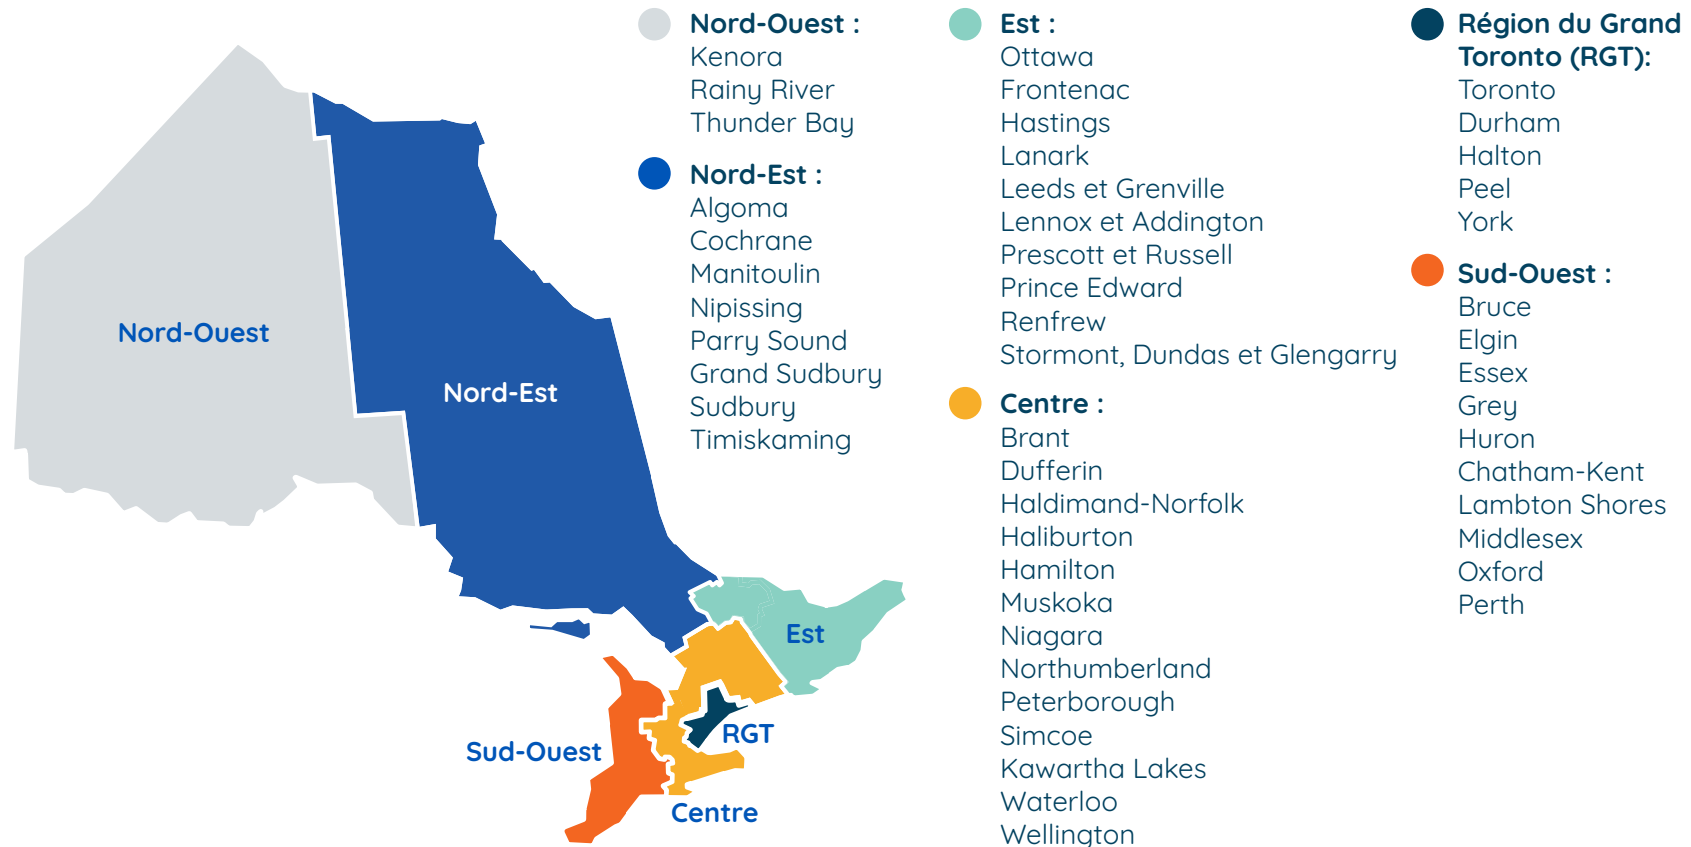 Nord-Ouest :
Kenora
Rainy River
Thunder Bay
Nord-Est :
Algoma
Cochrane
Manitoulin
Nipissing
Parry Sound
Grand Sudbury
Sudbury
Timiskaming
Est :
Ottawa
Frontenac
Hastings
Lanark
Leeds et Grenville
Lennox et Addington
Prescott et Russell
Prince Edward
Renfrew
Stormont, Dundas et Glengarry
Centre :
Brant
Dufferin
Haldimand-Norfolk
Haliburton
Hamilton
Muskoka
Niagara
Northumberland
Peterborough
Simcoe
Kawartha Lakes
Waterloo
Wellington
Région du Grand
Toronto (RGT):
Toronto
Durham
Halton
Peel
York
Sud-Ouest :
Bruce
Elgin
Essex
Grey
Huron
Chatham-Kent
Lambton Shores
Middlesex
Oxford
Perth
Nord-Ouest
Nord-Est
Est
RGT
Sud-Ouest
Centre